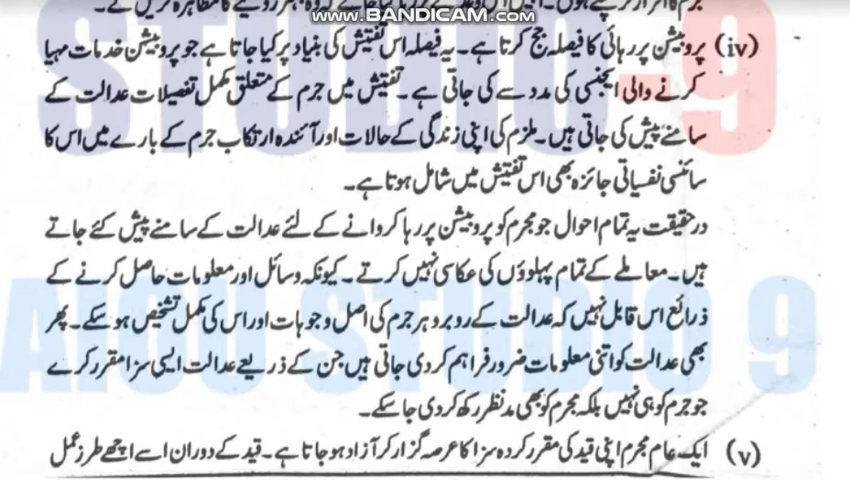 www.BANDICAM.com
(iv) پروبیشن پر رہائی کا فیصلہ جج کرتا ہے۔ یہ فیصلہ اس تفتیش کی بنیاد پر کیا جاتا ہے جو پروبیشن خدمات مہیا
کرنے والی ایجنسی کی مدد سے کی جاتی ہے۔ تفتیش میں جرم کے متعلق مکمل تفصیلات عدالت کے
سامنے پیش کی جاتی ہیں۔ ملزم کی اپنی زندگی کے حالات اور آئندہ ارتکاب جرم کے بارے میں اس کا
سائنسی نفسیاتی جائزہ بھی اس تفتیش میں شامل ہوتا ہے۔
درحقیقت یہ تمام احوال جو مجرم کو پروبیشن پر رہا کروانے کے لئے عدالت کے سامنے پیش کئے جاتے
ہیں۔ معاملے کے تمام پہلوؤں کی عکاسی نہیں کرتے۔ کیونکہ وسائل اور معلومات حاصل کرنے کے
ذرائع اس قابل نہیں کہ عدالت کے روبرو ہر جرم کی اصل وجوہات اور اس کی مکمل تشخیص ہو سکے۔ پھر
بھی عدالت کو اتنی معلومات ضرور فراہم کر دی جاتی ہیں جن کے ذریعے عدالت ایسی سزا مقرر کرے
جو جرم کو ہی نہیں بلکہ مجرم کو بھی مدنظر رکھ کر دی جا سکے۔
(v) ایک عام مجرم اپنی قید کی مقرر کردہ سزا کا عرصہ گزار کر آزاد ہو جاتا ہے۔ قید کے دوران اسے اچھے طرز عمل
STUDIO-9
AIOU STUDIO 9